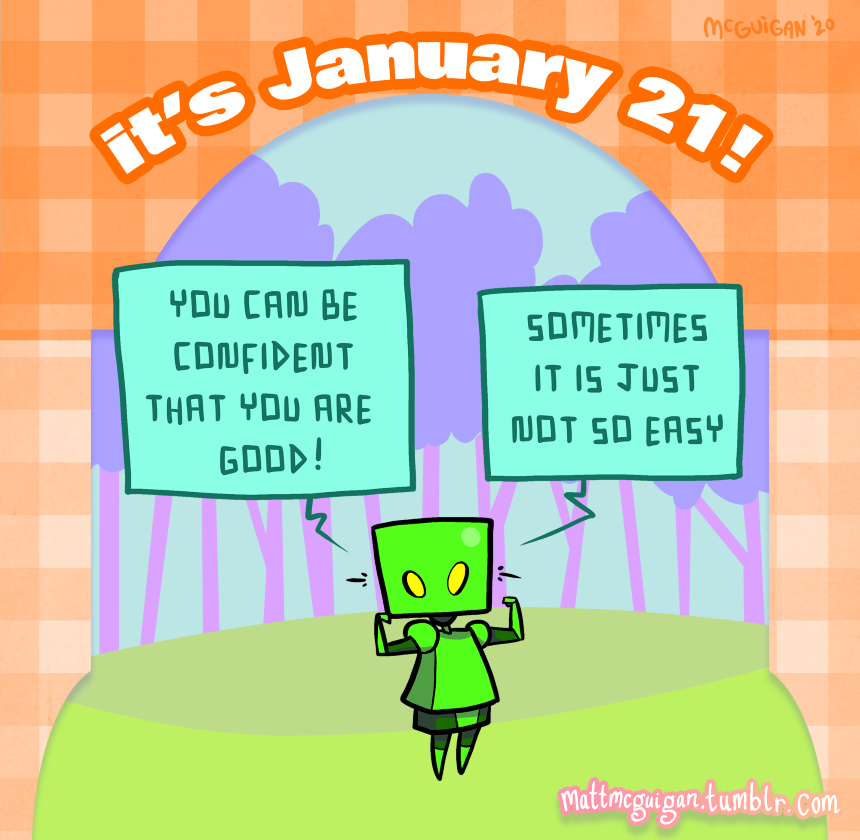 McGUiGAN '20
it's January 21!
YOU CAN BE
CONFIDENT
THAT YOU ARE
GOOD!
SOMETIMES
IT IS JUST
NOT SO EASY
mattmcguigan.tumblr.com